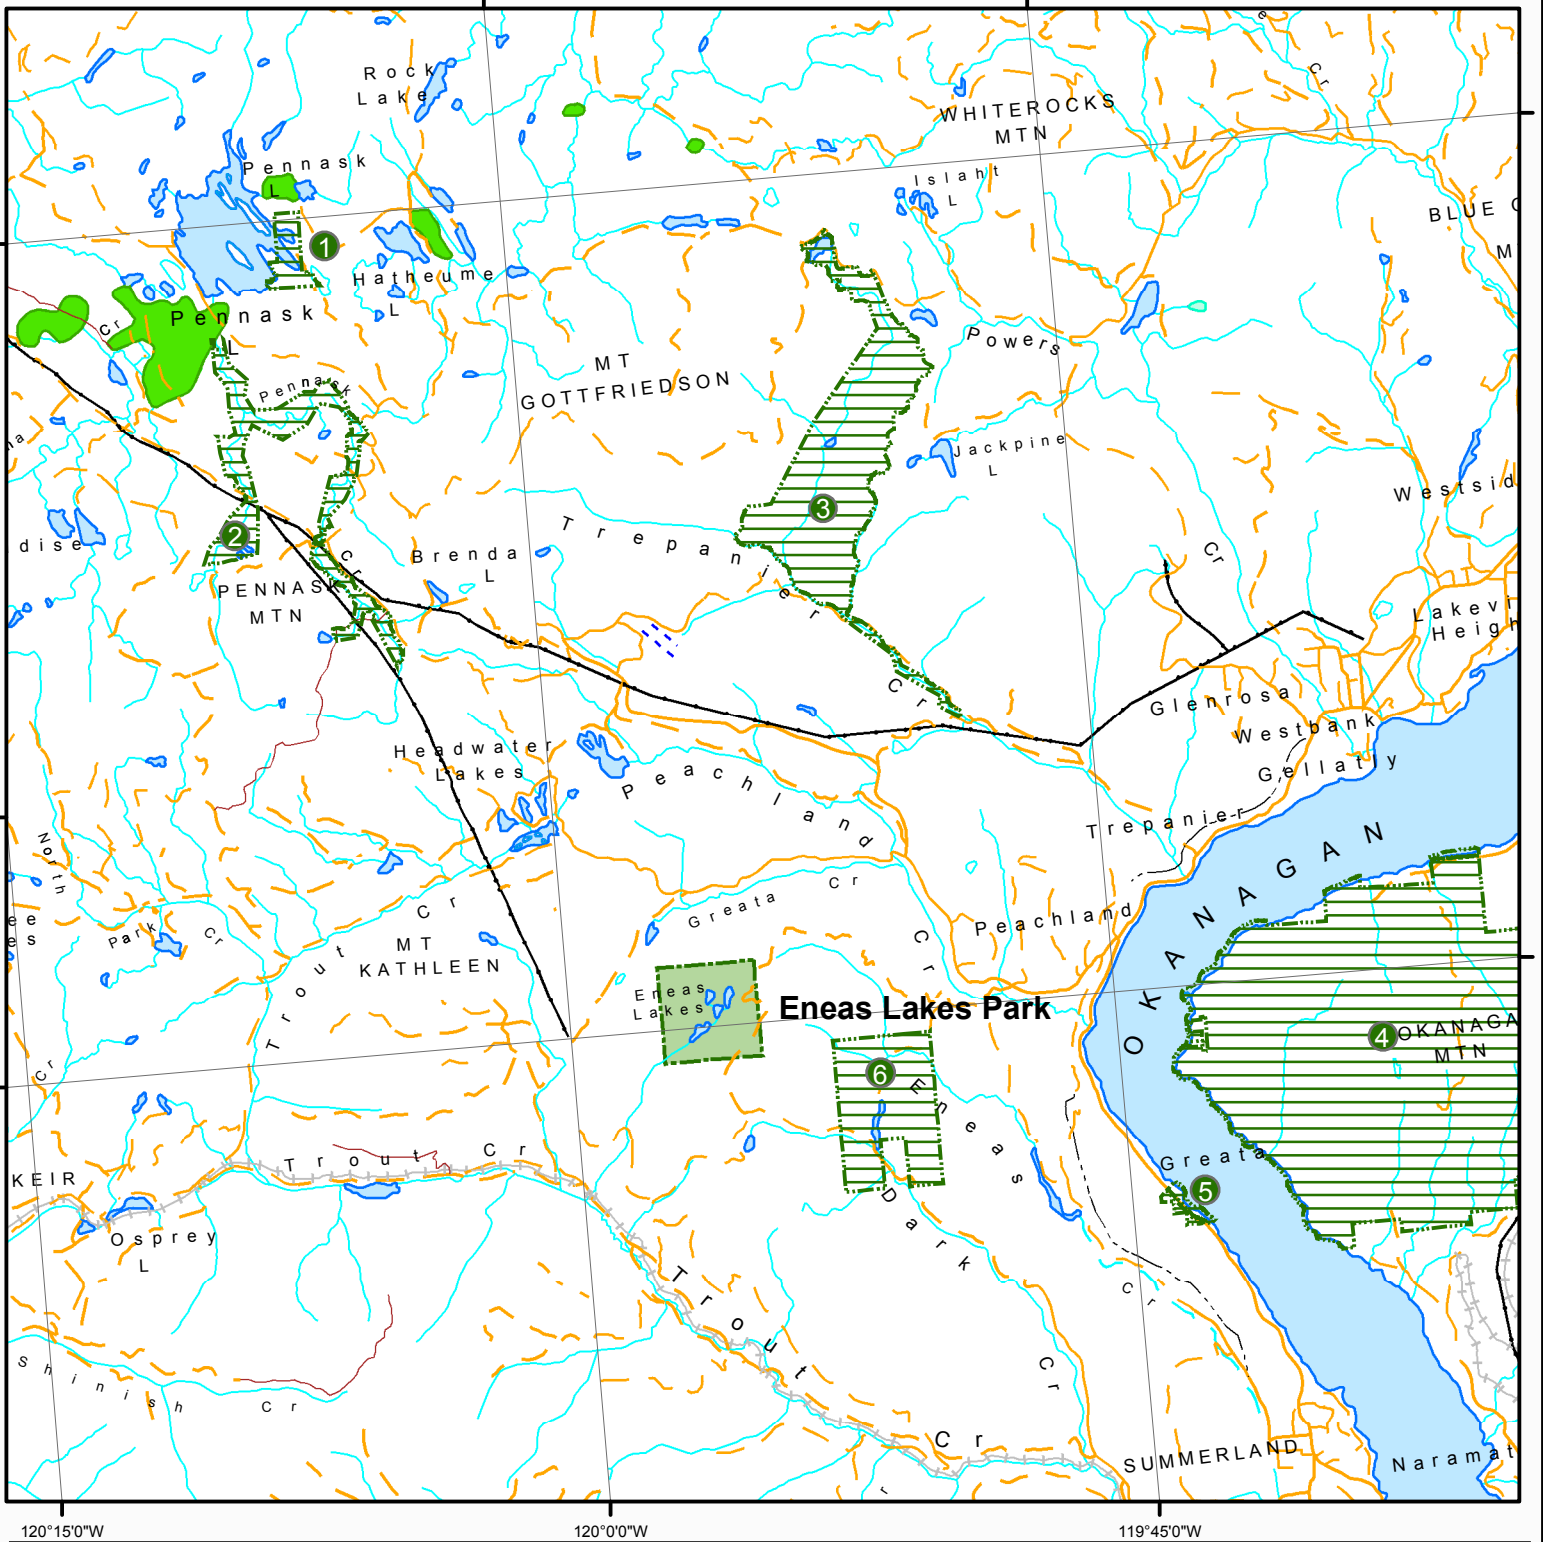 Rock
Lake
WHITEROCKS
MTN
Cr
Pennask
L
Islaht
L
BLUE
1
Hatheume
L
Pennask
L
Cr
Powers
MT
GOTTFRIEDSON
Pennask
Jackpine
L
Westsid
3
Trepanier
Cr
2
dise
Brenda
L
Cr
Cr
PENNASK
MTN
Lakevi
Heigh
Glenrosa
Westbank
Gellatly
Headwater
Lakes
Peachland
Cr
Trepanier
North
Cr
OKANAGAN
Greata
Cr
Park
Cr
Trout
Cr
MT
KATHLEEN
Peachland
Eneas
Lakes
Eneas Lakes Park
4
OKANAGA
MTN
6
Eneas
Cr
Trout
Cr
KEIR
Greata
5
Osprey
L
Dark
Cr
Trout
Cr
Shinish
Cr
SUMMERLAND
Naramat
120°15'0"W
120°0'0"W
119°45'0"W